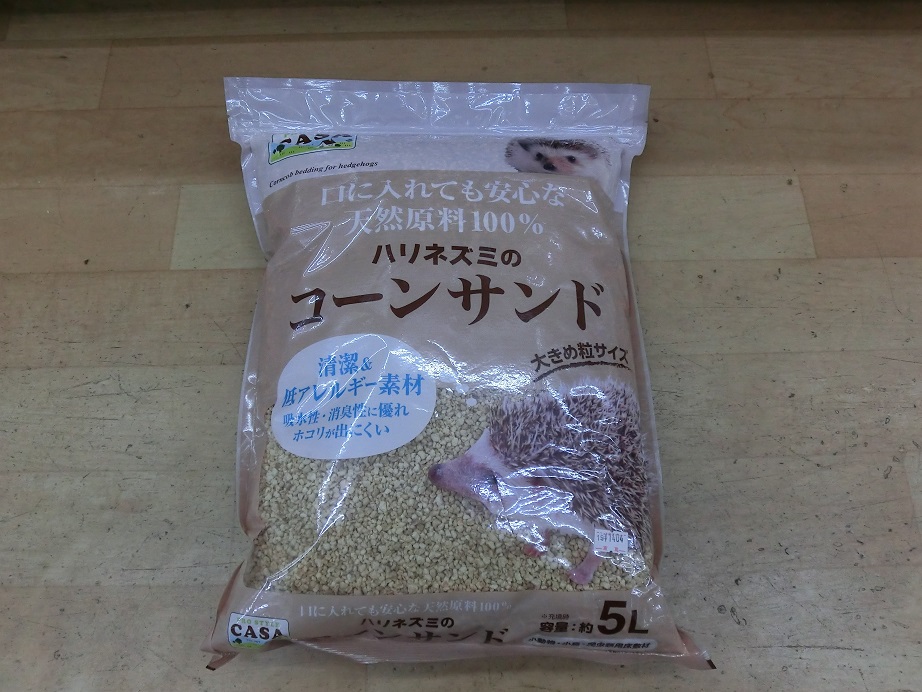 CASA
Corncob bedding for hedgehogs
口に入れても安心な
天然原料100%
ハリネズミの
コーンサンド
大きめ粒サイズ
清潔&
低アレルギー素材
吸水性・消臭性に優れ
ホコリが出にくい
口に入れても安心な天然原料100%
ハリネズミの
コーンサンド
CASA
容量:約5L